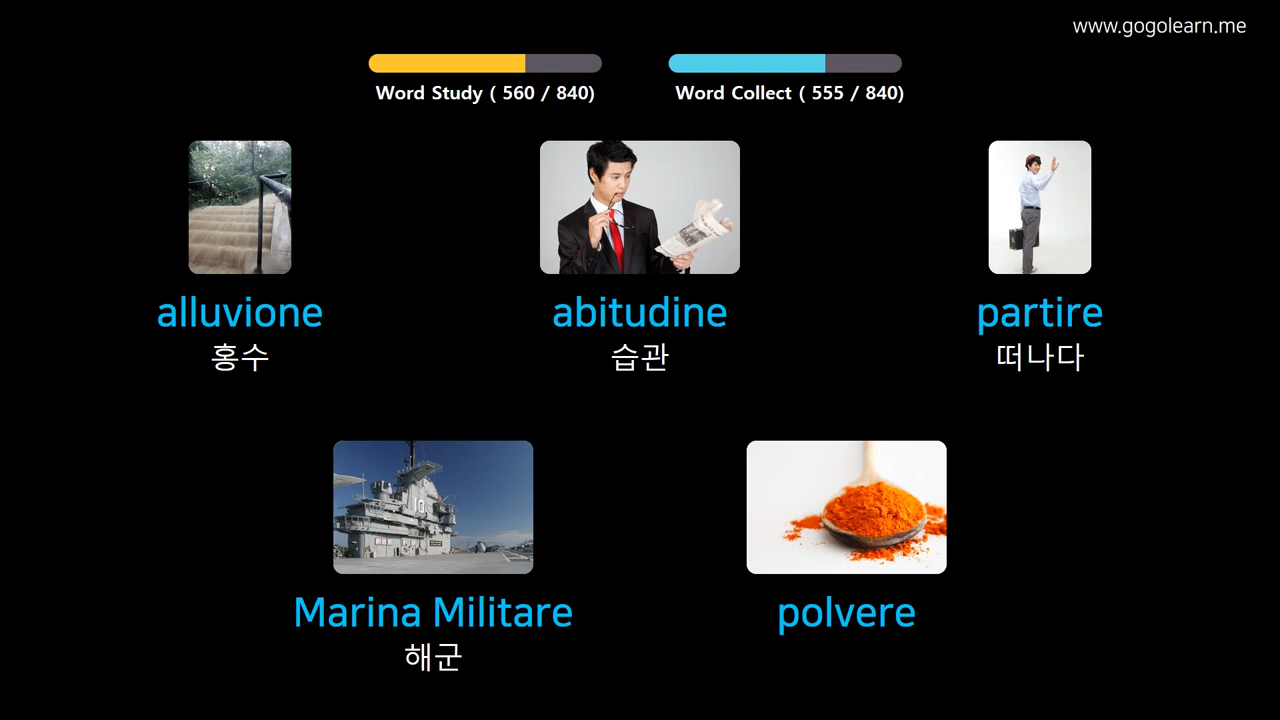 www.gogolearn.me
Word Study ( 560 / 840)
Word Collect ( 555 / 840)
alluvione
홍수
abitudine
습관
partire
떠나다
10
Marina Militare
해군
polvere